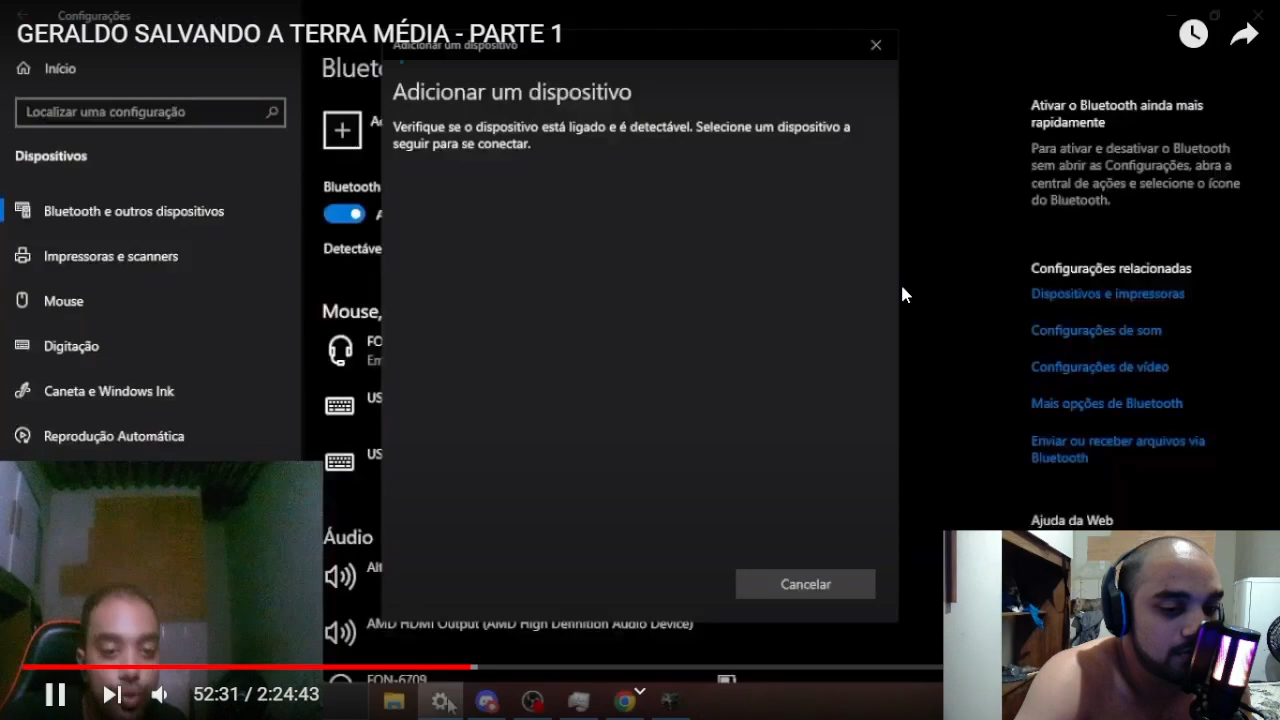 Configurações
GERALDO SALVANDO A TERRA MÉDIA - PARTE 1
Início
Localizar uma configuração
Dispositivos
Bluetooth e outros dispositivos
Impressoras e scanners
Mouse
Digitação
Caneta e Windows Ink
Reprodução Automática
Bluetooth
Detectáve
Mouse,
FO
Em
US
US
Áudio
AMD HDMI Output (AMD High Definition Audio Device)
FON-6709
Adicionar um dispositivo
Adicionar um dispositivo
Verifique se o dispositivo está ligado e é detectável. Selecione um dispositivo a
seguir para se conectar.
Cancelar
Ativar o Bluetooth ainda mais
rapidamente
Para ativar e desativar o Bluetooth
sem abrir as Configurações, abra a
central de ações e selecione o ícone
do Bluetooth.
Configurações relacionadas
Dispositivos e impressoras
Configurações de som
Configurações de vídeo
Mais opções de Bluetooth
Enviar ou receber arquivos via
Bluetooth
Ajuda da Web
52:31 / 2:24:43